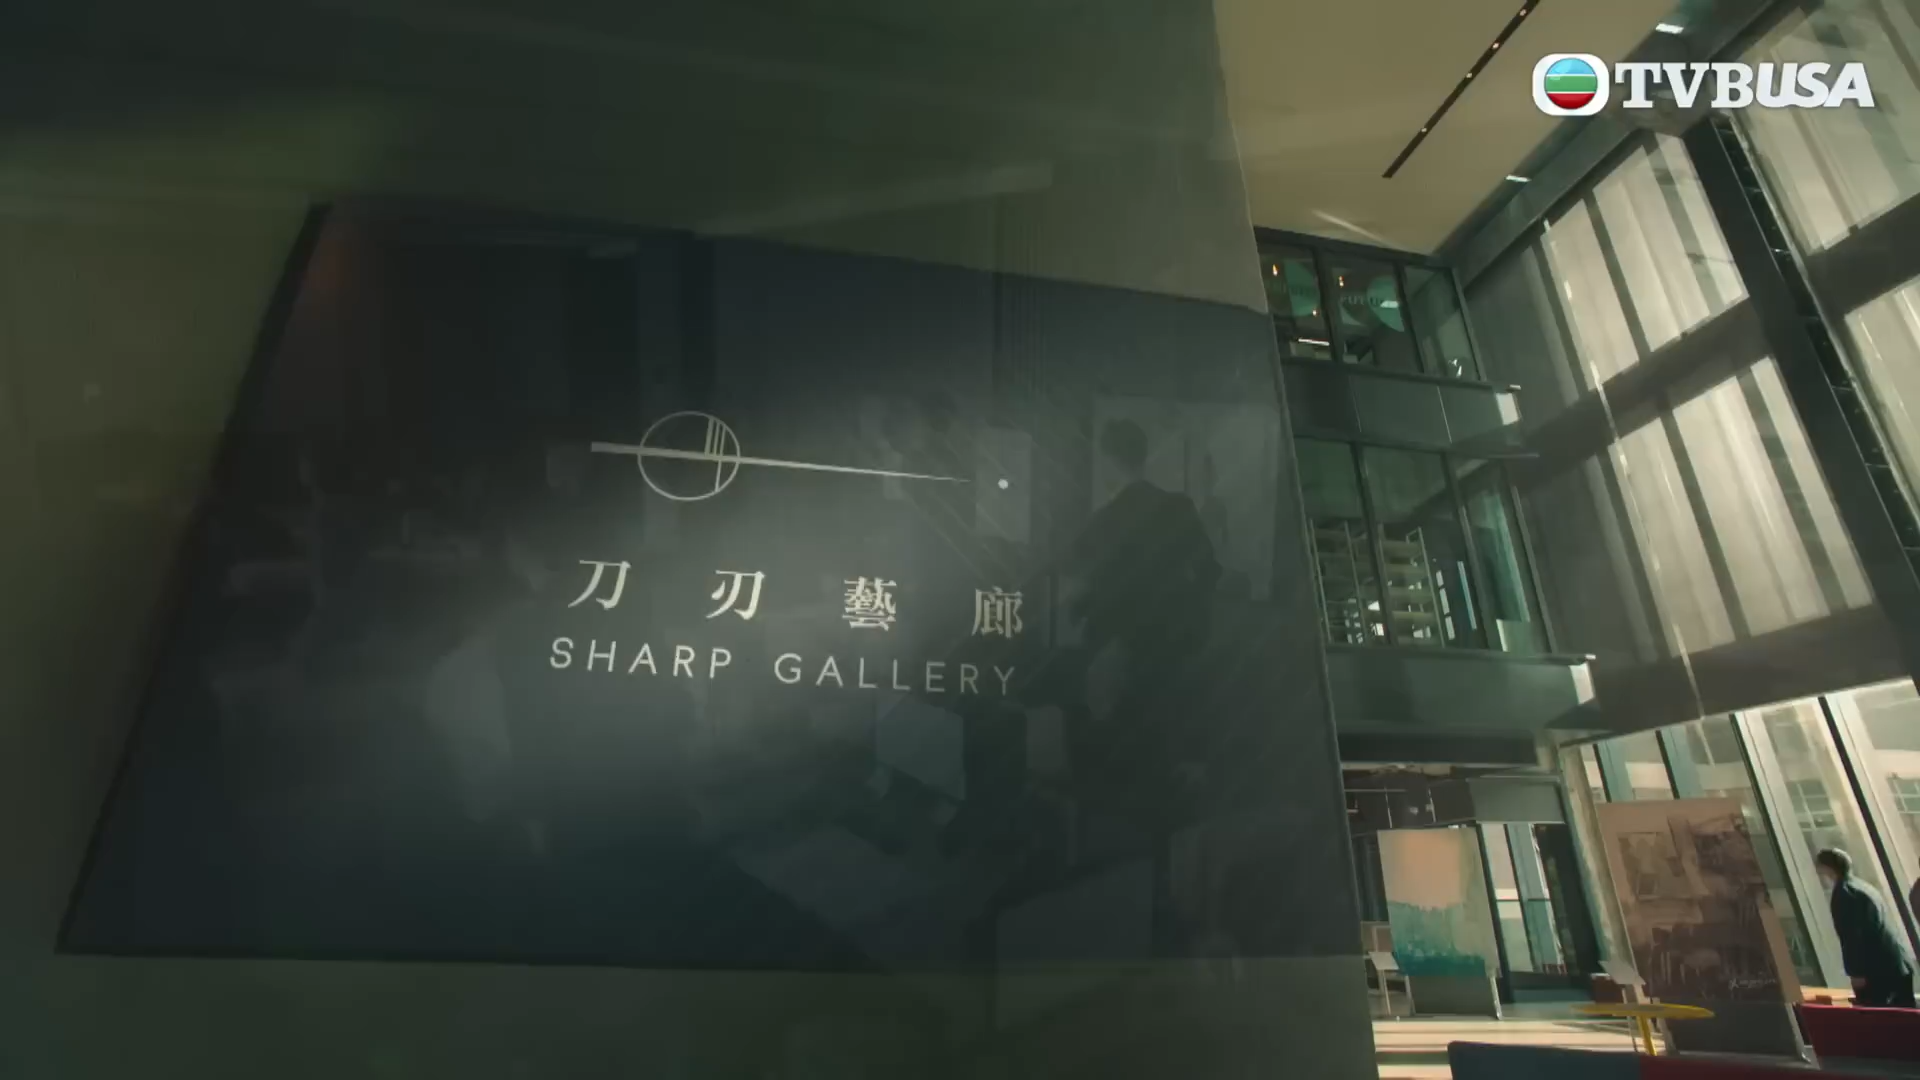 TVBUSA
刀刃藝廊
SHARP GALLERY